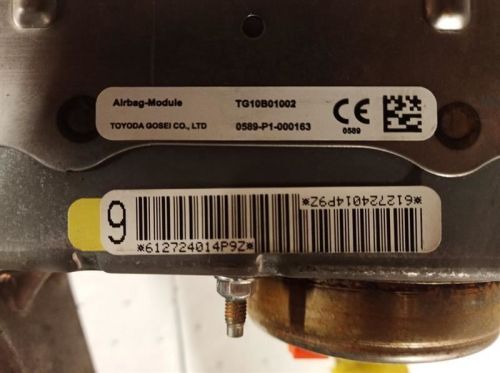 Airbag-Module TG10B01002
TOYODA GOSEI CO., LTD 0589-P1-000163
CE
0589
9
*612724014P9Z*
*612724014P9Z*